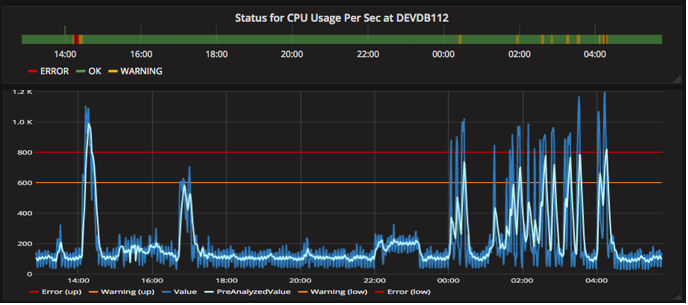 Status for CPU Usage Per Sec at DEVDB112
14:00 16:00 18:00 20:00 22:00 00:00 02:00 04:00
ERROR OK WARNING
1.2 K
1.0 K
800
600
400
200
0
14:00 16:00 18:00 20:00 22:00 00:00 02:00 04:00
Error (up) Warning (up) Value PreAnalyzedValue Warning (low) Error (low)